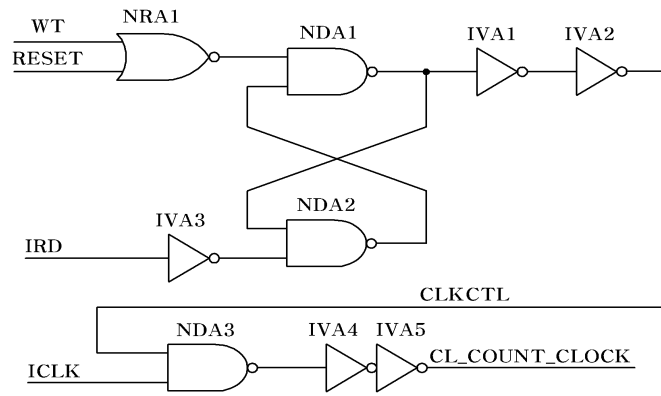 NRA1
WT
RESET
NDA1
IVA1
IVA2
IVA3
NDA2
IRD
CLKCTL
NDA3
IVA4
IVA5
CL_COUNT_CLOCK
ICLK